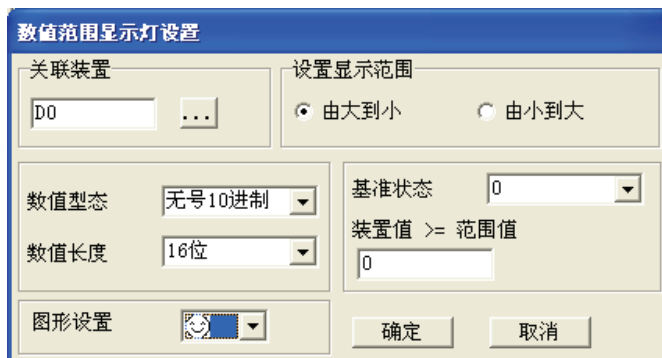 数值范围显示灯设置
关联装置
D0
...
设置显示范围
由大到小 由小到大
数值型态 无号10进制
数值长度 16位
基准状态 0
装置值 >= 范围值
0
图形设置
确定 取消